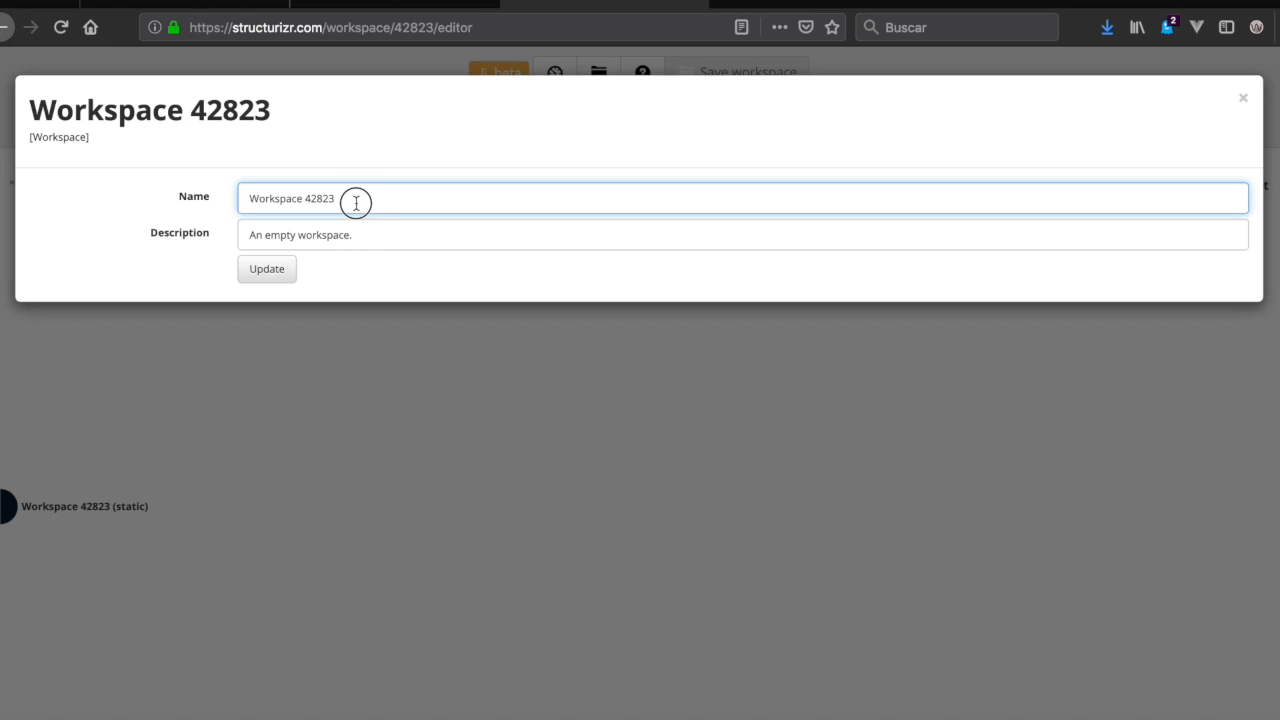 https://structurizr.com/workspace/42823/editor
Buscar
2
beta
Save workspace
Workspace 42823
×
[Workspace]
Name
Workspace 42823
Description
An empty workspace.
Update
Workspace 42823 (static)